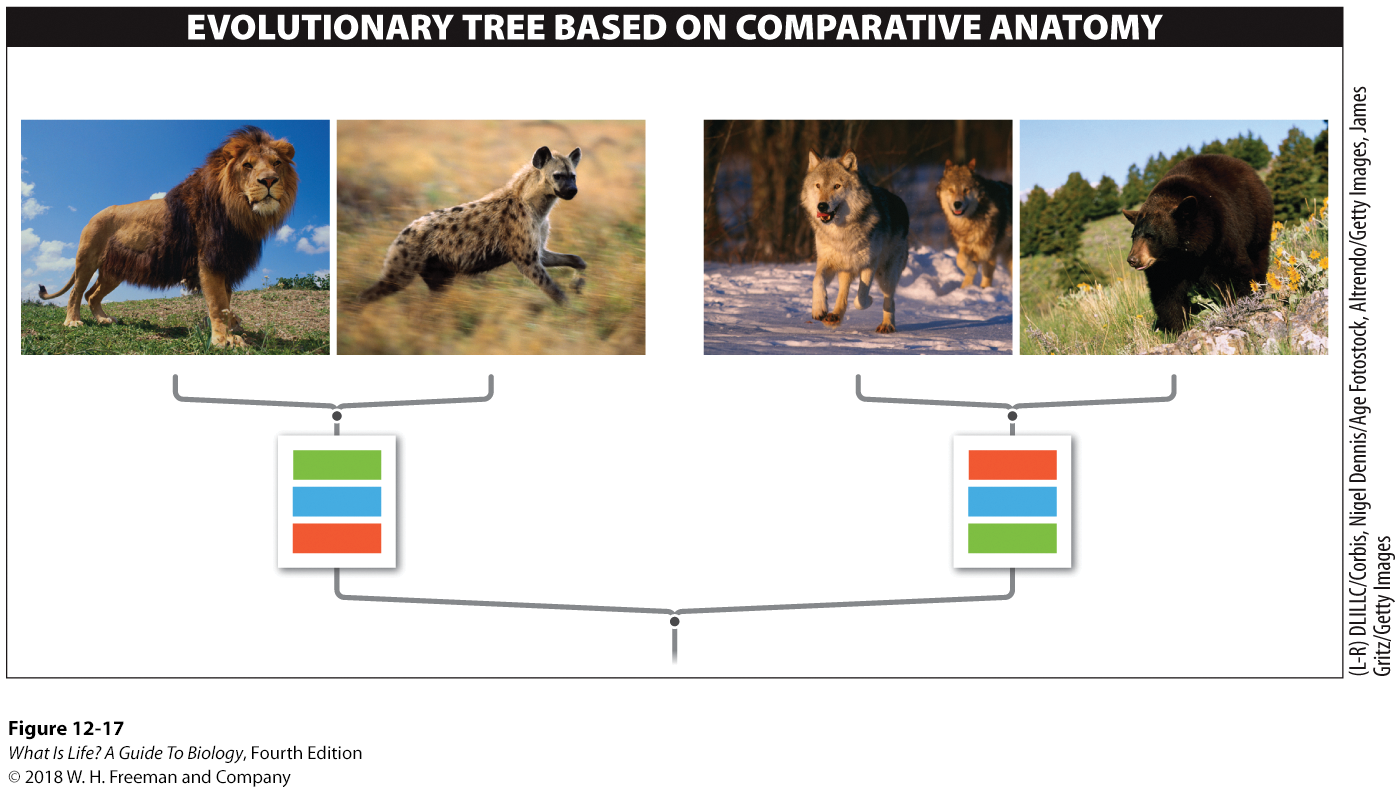 EVOLUTIONARY TREE BASED ON COMPARATIVE ANATOMY
(L-R) DLILLC/Corbis, Nigel Dennis/Age Fotostock, Altrendo/Getty Images, James
Gritz/Getty Images
Figure 12-17
What Is Life? A Guide To Biology, Fourth Edition
© 2018 W. H. Freeman and Company